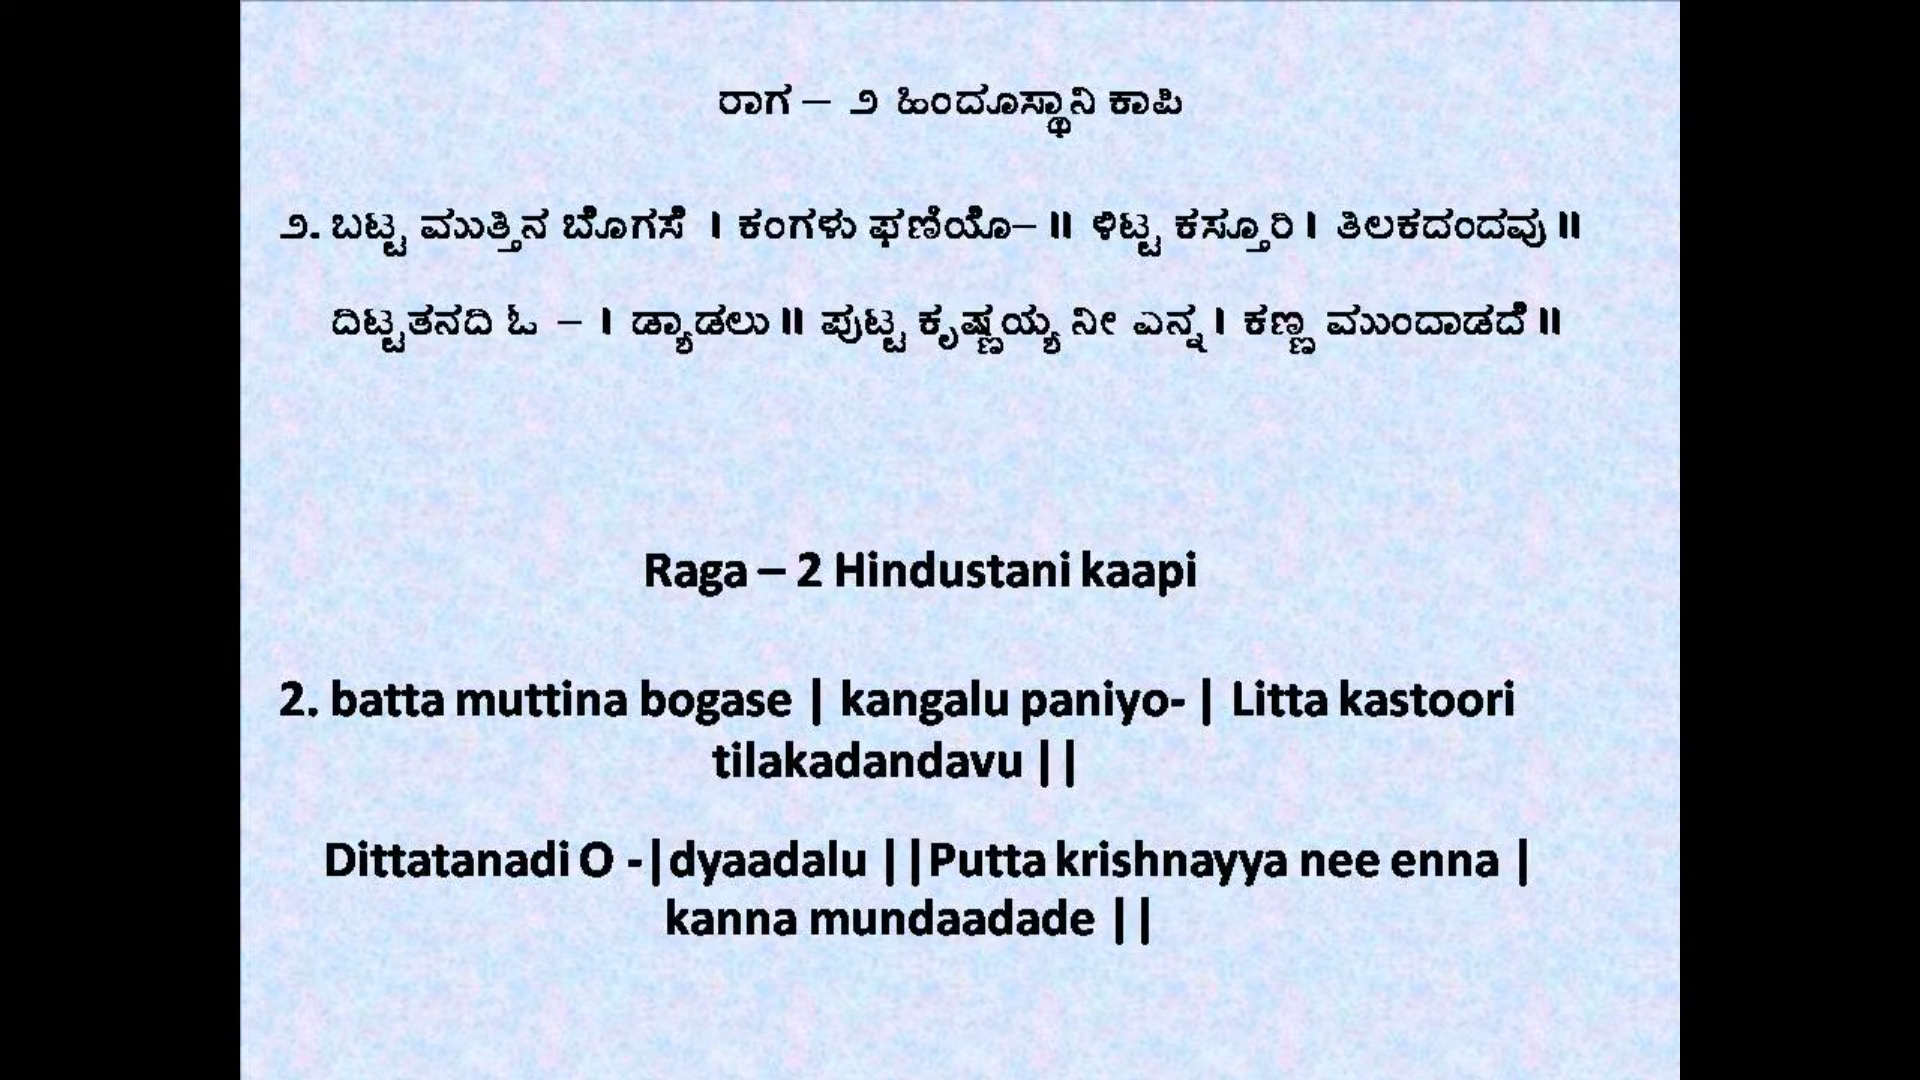 ರಾಗ – ೨ ಹಿಂದೂಸ್ಥಾನಿ ಕಾಪಿ
೨. ಬಟ್ಟ ಮುತ್ತಿನ ಬೊಗಸೆ । ಕಂಗಳು ಫಣಿಯೊ– ॥ ಳಿಟ್ಟ ಕಸ್ತೂರಿ । ತಿಲಕದಂದವು ॥
ದಿಟ್ಟತನದಿ ಓ – । ಡ್ಯಾಡಲು ॥ ಪುಟ್ಟ ಕೃಷ್ಣಯ್ಯ ನೀ ಎನ್ನ । ಕಣ್ಣ ಮುಂದಾಡದೆ ॥
Raga – 2 Hindustani kaapi
2. batta muttina bogase | kangalu paniyo- | Litta kastoori
tilakadandavu ||
Dittatanadi O -|dyaadalu ||Putta krishnayya nee enna |
kanna mundaadade ||